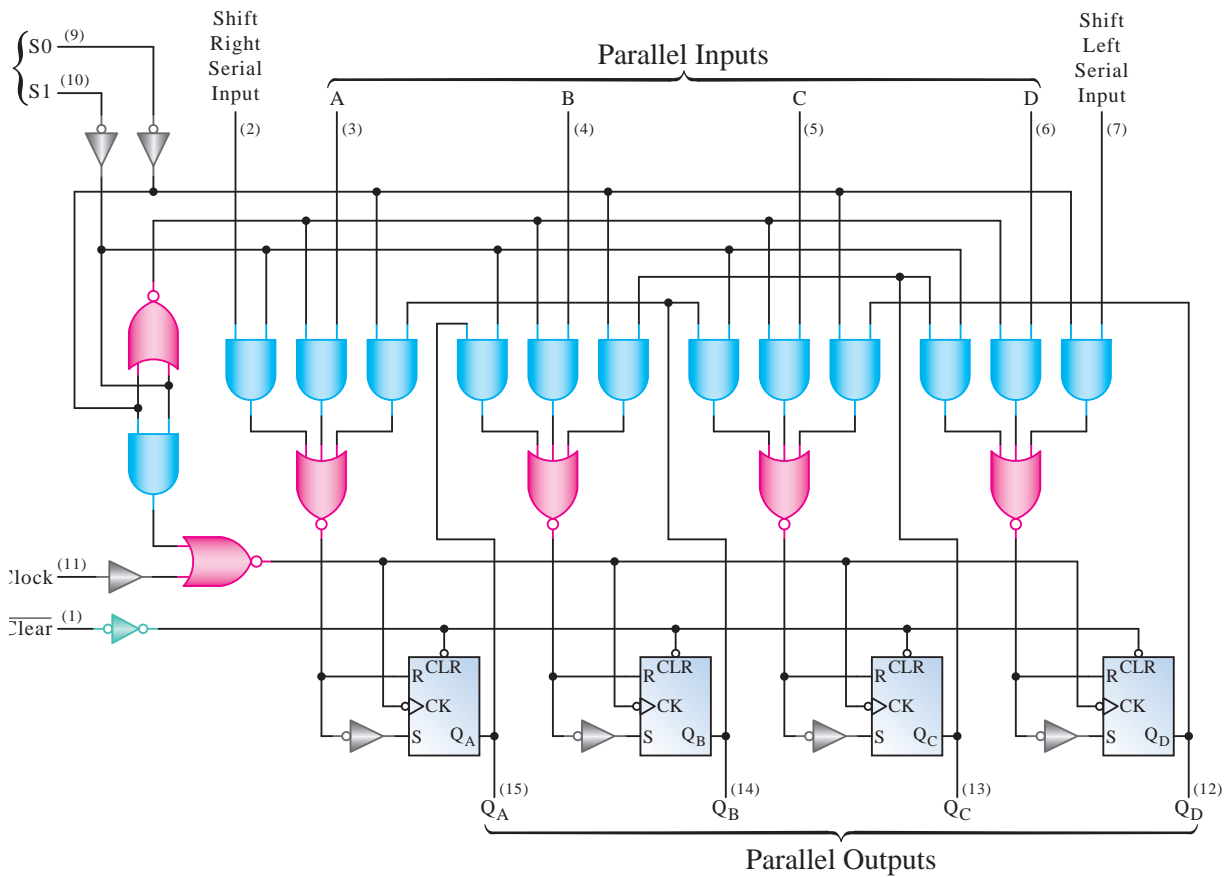 Shift
Right
Serial
Input
Shift
Left
Serial
Input
Parallel Inputs
S0 (9)
S1 (10)
A
B
C
D
(2)
(3)
(4)
(5)
(6)
(7)
Clock (11)
Clear (1)
CLR
R
CK
S
QA
CLR
R
CK
S
QB
CLR
R
CK
S
QC
CLR
R
CK
S
QD
(15)
(14)
(13)
(12)
QA
QB
QC
QD
Parallel Outputs